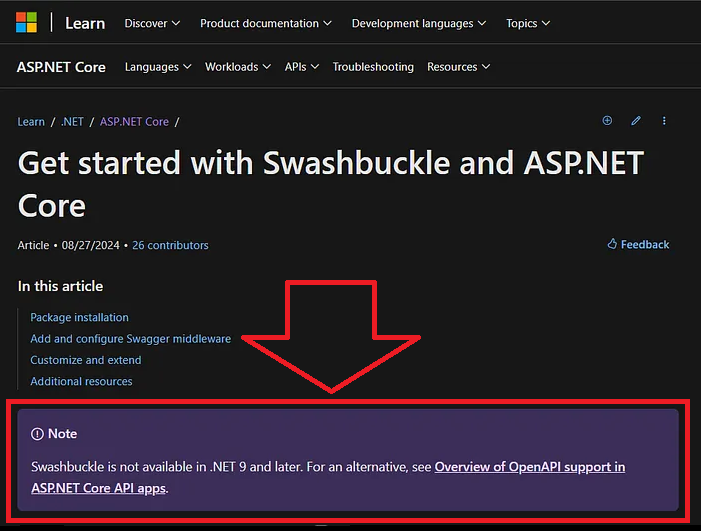 Learn Discover Product documentation Development languages Topics
ASP.NET Core Languages Workloads APIs Troubleshooting Resources
Learn / .NET / ASP.NET Core /
Get started with Swashbuckle and ASP.NET
Core
Article • 08/27/2024 • 26 contributors Feedback
In this article
Package installation
Add and configure Swagger middleware
Customize and extend
Additional resources
Note
Swashbuckle is not available in .NET 9 and later. For an alternative, see Overview of OpenAPI support in
ASP.NET Core API apps.